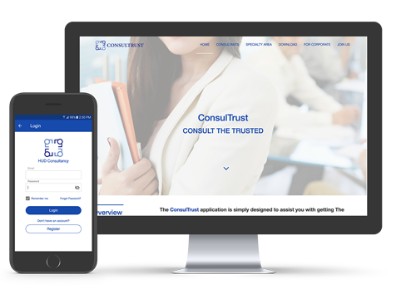 CONSULTRUST
HOME CONSULTANTS SPECIALTY AREA DOWNLOAD FOR CORPORATE JOIN US
ConsulTrust
CONSULT THE TRUSTED
Overview
The ConsulTrust application is simply designed to assist you with getting The
Login
HUD Consultancy
Email
Password
Remember me
Forgot Password?
Login
Don't have an account?
Register